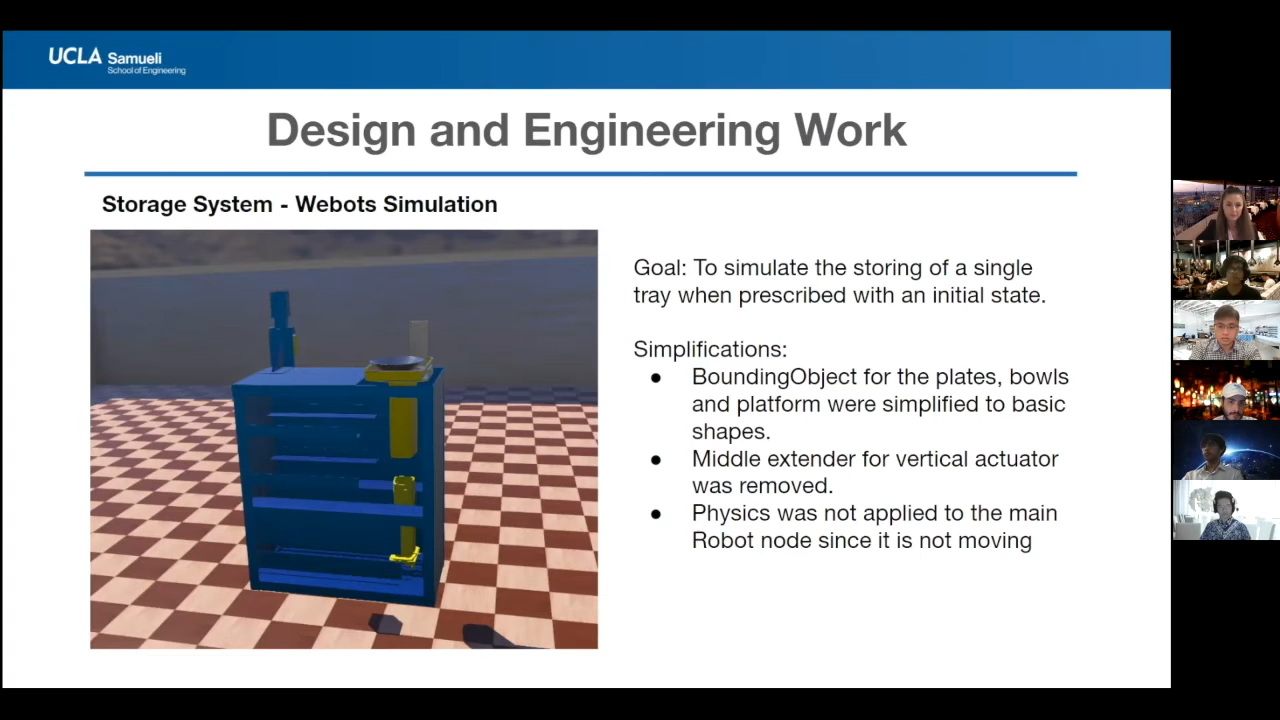 UCLA Samueli
School of Engineering
Design and Engineering Work
Storage System - Webots Simulation
Goal: To simulate the storing of a single
tray when prescribed with an initial state.
Simplifications:
● BoundingObject for the plates, bowls
and platform were simplified to basic
shapes.
● Middle extender for vertical actuator
was removed.
● Physics was not applied to the main
Robot node since it is not moving